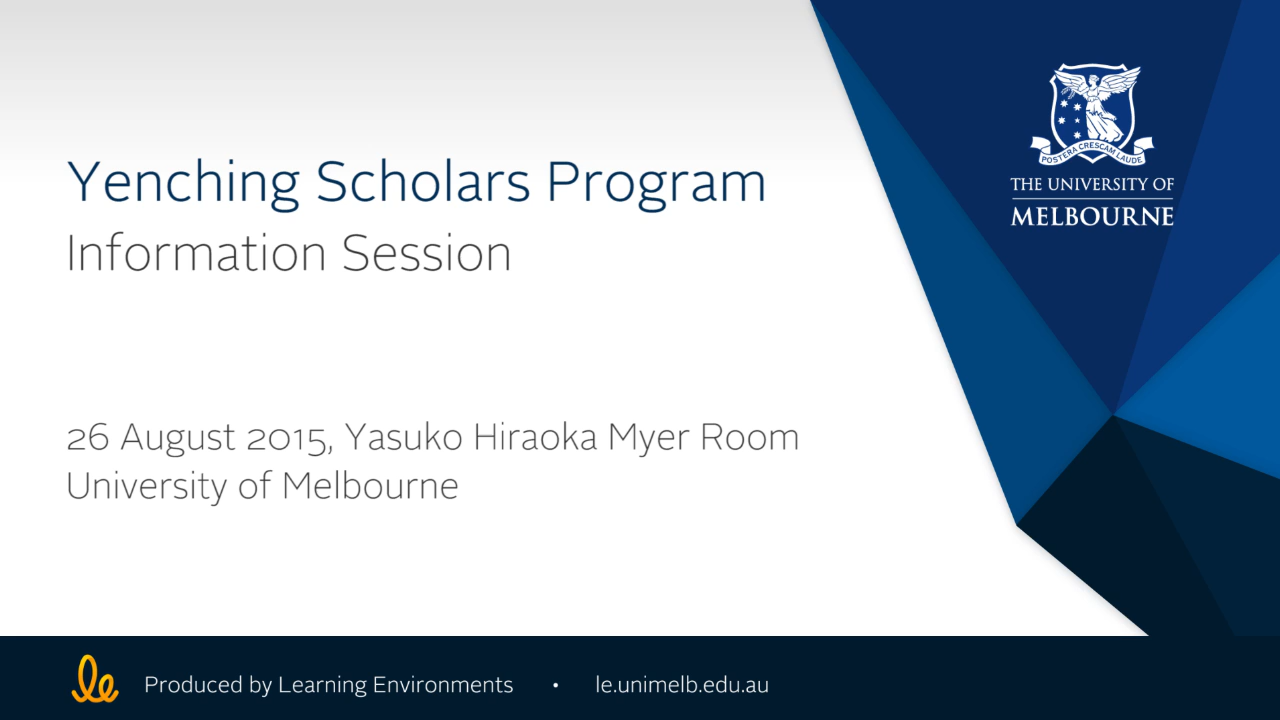 Yenching Scholars Program
Information Session
26 August 2015, Yasuko Hiraoka Myer Room
University of Melbourne
POSTERA CRESCAM LAUDE
THE UNIVERSITY OF
MELBOURNE
le Produced by Learning Environments • le.unimelb.edu.au